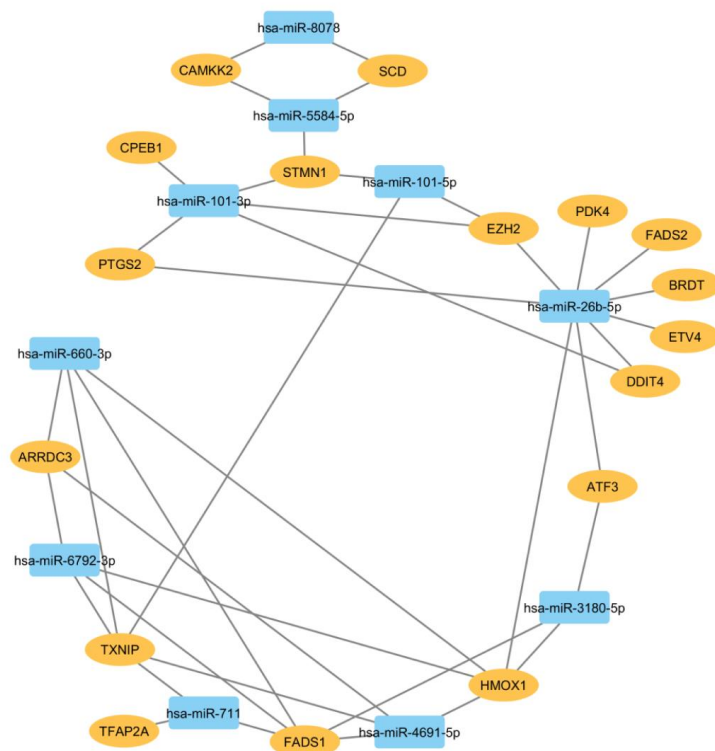 hsa-miR-8078
CAMKK2
SCD
hsa-miR-5584-5p
CPEB1
STMN1
hsa-miR-101-5p
hsa-miR-101-3p
PDK4
EZH2
FADS2
PTGS2
BRDT
hsa-miR-26b-5p
ETV4
hsa-miR-660-3p
DDIT4
ARRDC3
ATF3
hsa-miR-6792-3p
hsa-miR-3180-5p
TXNIP
HMOX1
hsa-miR-711
TFAP2A
hsa-miR-4691-5p
FADS1